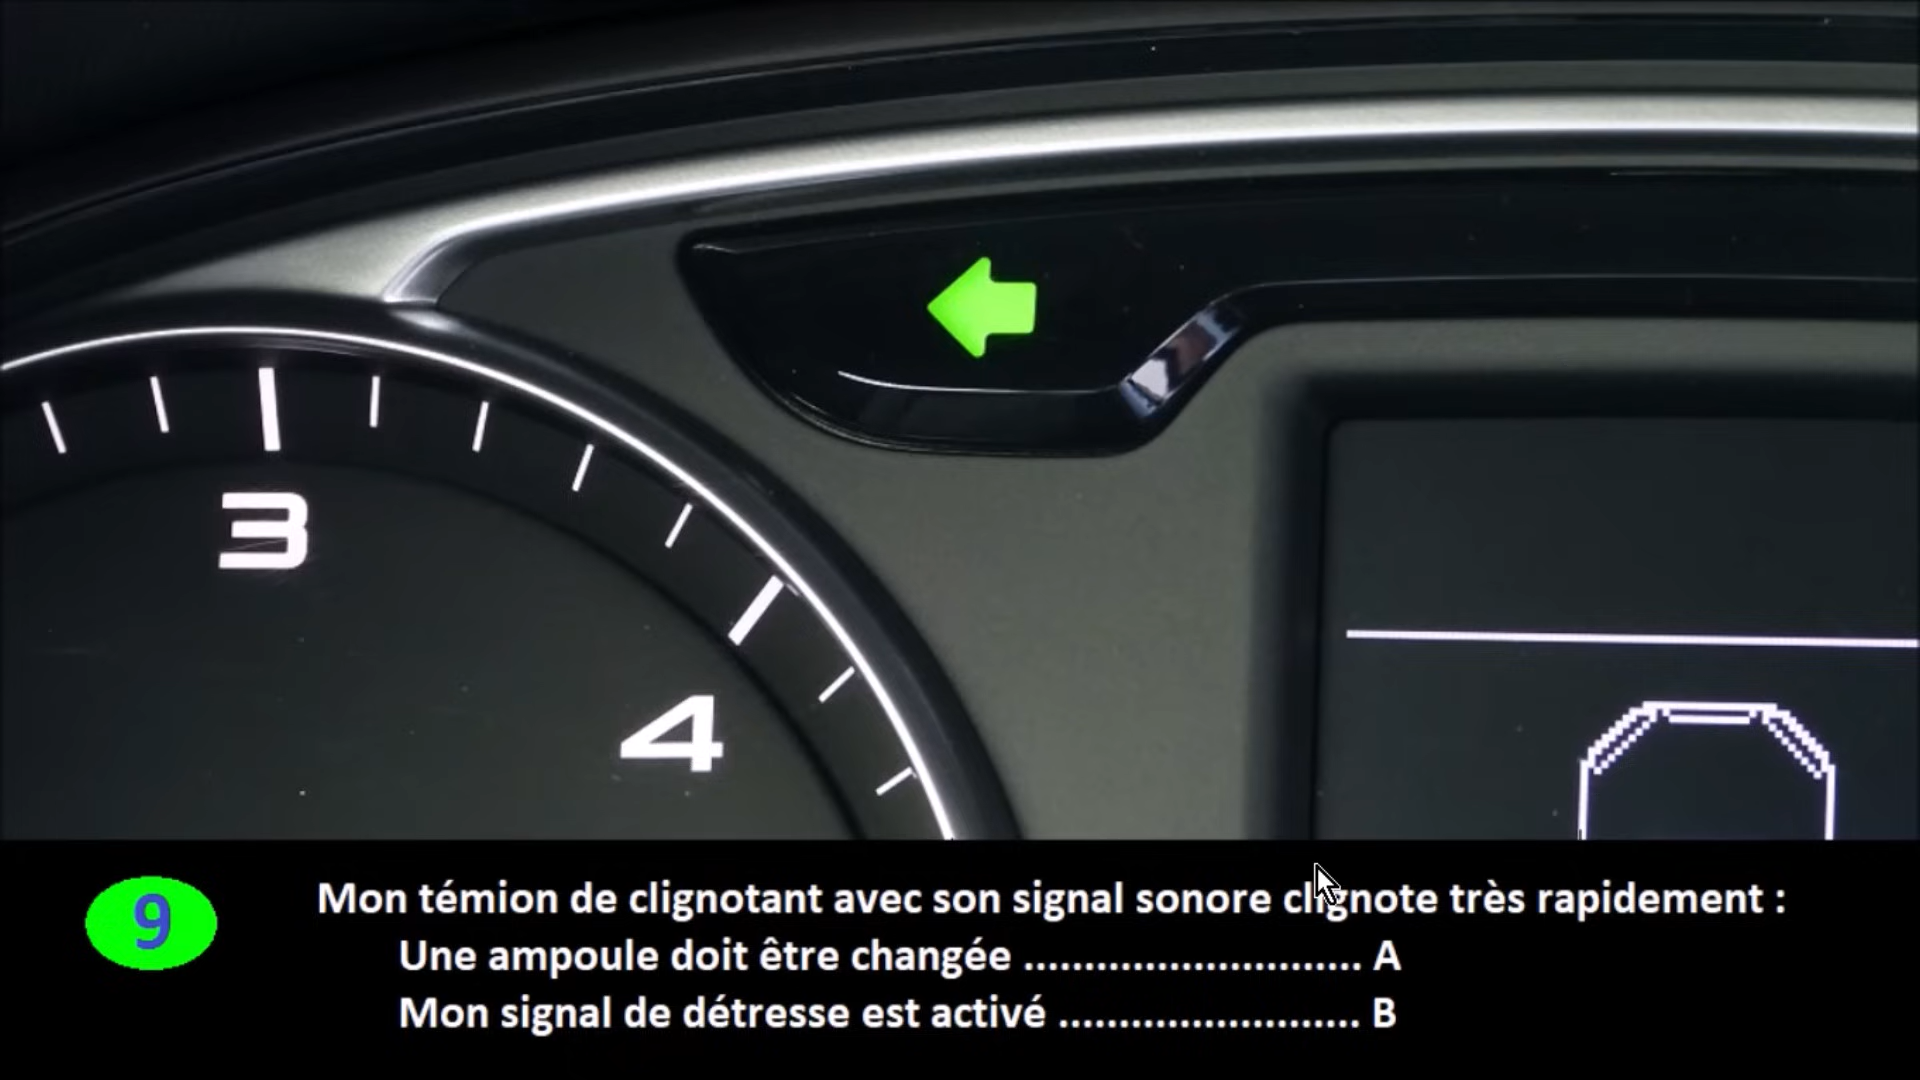 3
4
9
Mon témion de clignotant avec son signal sonore clignote très rapidement :
Une ampoule doit être changée ............................ A
Mon signal de détresse est activé ......................... B